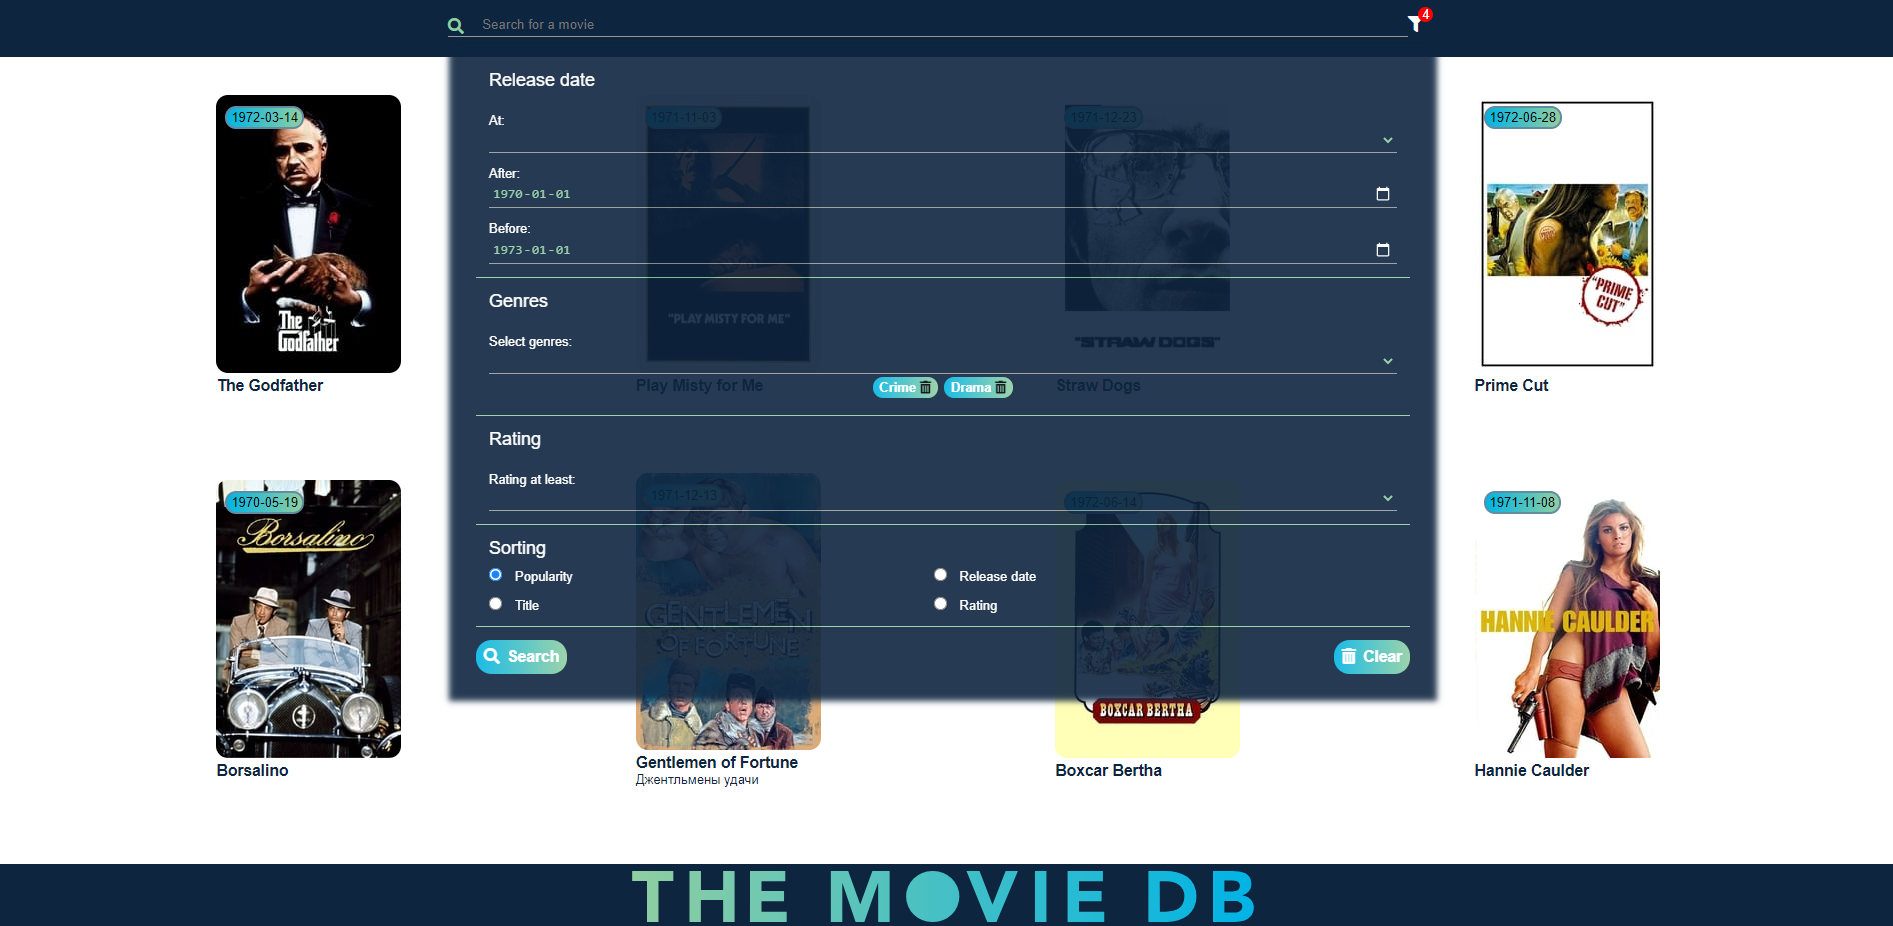 Search for a movie
4
Release date
At:
After:
1970-01-01
Before:
1973-01-01
Genres
Select genres:
Crime Drama
Rating
Rating at least:
Sorting
Popularity Release date
Title Rating
Search Clear
1972-03-14
The Godfather
The Godfather
1971-11-03
"PLAY MISTY FOR ME"
Play Misty for Me
1971-12-23
"STRAW DOGS"
Straw Dogs
1972-06-28
"PRIME CUT"
Prime Cut
1970-05-19
Borsalino
Borsalino
1971-12-13
GENTLEMEN
OF FORTUNE
Gentlemen of Fortune
Джентльмены удачи
1972-06-14
BOXCAR BERTHA
Boxcar Bertha
1971-11-08
HANNIE CAULDER
Hannie Caulder
THE MOVIE DB